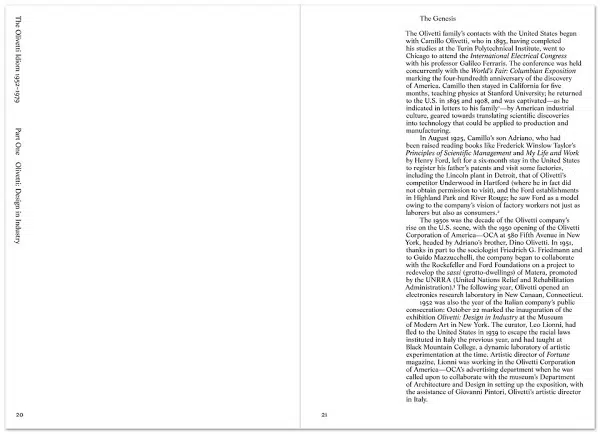 The Olivetti Idiom 1952–1979
Part One
Olivetti: Design in Industry
20
The Genesis
The Olivetti family's contacts with the United States began
with Camillo Olivetti, who in 1893, having completed
his studies at the Turin Polytechnical Institute, went to
Chicago to attend the International Electrical Congress
with his professor Galileo Ferraris. The conference was held
concurrently with the World's Fair: Columbian Exposition
marking the four-hundredth anniversary of the discovery
of America. Camillo then stayed in California for five
months, teaching physics at Stanford University; he returned
to the U.S. in 1895 and 1908, and was captivated—as he
indicated in letters to his family¹—by American industrial
culture, geared towards translating scientific discoveries
into technology that could be applied to production and
manufacturing.
In August 1925, Camillo's son Adriano, who had
been raised reading books like Frederick Winslow Taylor's
Principles of Scientific Management and My Life and Work
by Henry Ford, left for a six-month stay in the United States
to register his father's patents and visit some factories,
including the Lincoln plant in Detroit, that of Olivetti's
competitor Underwood in Hartford (where he in fact did
not obtain permission to visit), and the Ford establishments
in Highland Park and River Rouge; he saw Ford as a model
owing to the company's vision of factory workers not just as
laborers but also as consumers.²
The 1950s was the decade of the Olivetti company's
rise on the U.S. scene, with the 1950 opening of the Olivetti
Corporation of America—OCA at 580 Fifth Avenue in New
York, headed by Adriano's brother, Dino Olivetti. In 1951,
thanks in part to the sociologist Friedrich G. Friedmann and
to Guido Mazzucchelli, the company began to collaborate
with the Rockefeller and Ford Foundations on a project to
redevelop the sassi (grotto-dwellings) of Matera, promoted
by the UNRRA (United Nations Relief and Rehabilitation
Administration).³ The following year, Olivetti opened an
electronics research laboratory in New Canaan, Connecticut.
1952 was also the year of the Italian company's public
consecration: October 22 marked the inauguration of the
exhibition Olivetti: Design in Industry at the Museum
of Modern Art in New York. The curator, Leo Lionni, had
fled to the United States in 1939 to escape the racial laws
instituted in Italy the previous year, and had taught at
Black Mountain College, a dynamic laboratory of artistic
experimentation at the time. Artistic director of Fortune
magazine, Lionni was working in the Olivetti Corporation
of America—OCA's advertising department when he was
called upon to collaborate with the museum's Department
of Architecture and Design in setting up the exposition, with
the assistance of Giovanni Pintori, Olivetti's artistic director
in Italy.
21